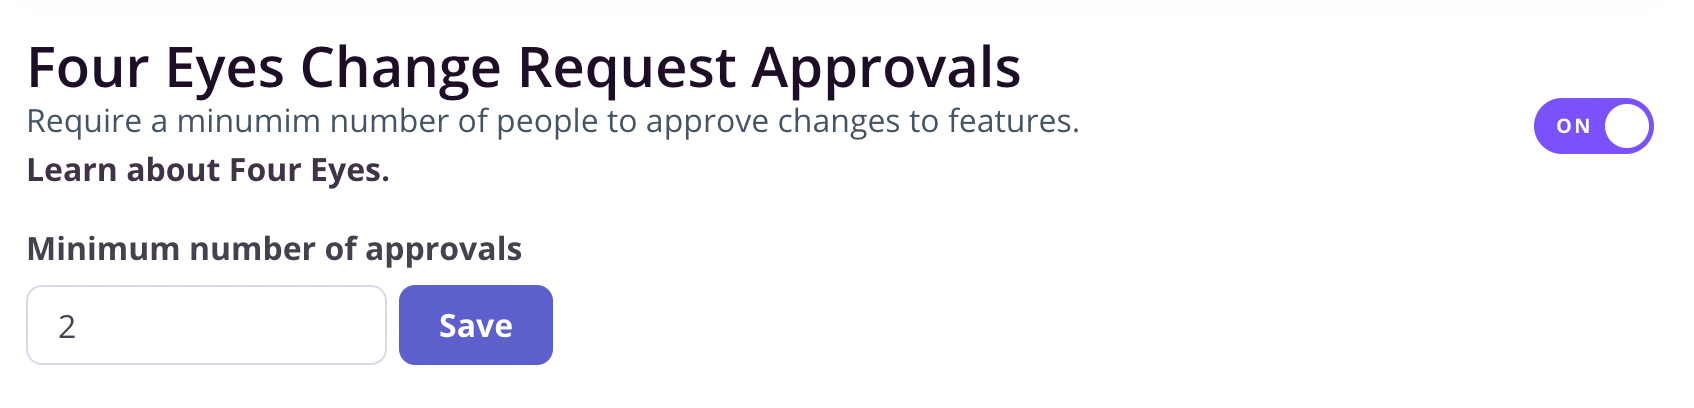 Four Eyes Change Request Approvals
Require a minumim number of people to approve changes to features.
ON
Learn about Four Eyes.
Minimum number of approvals
2
Save